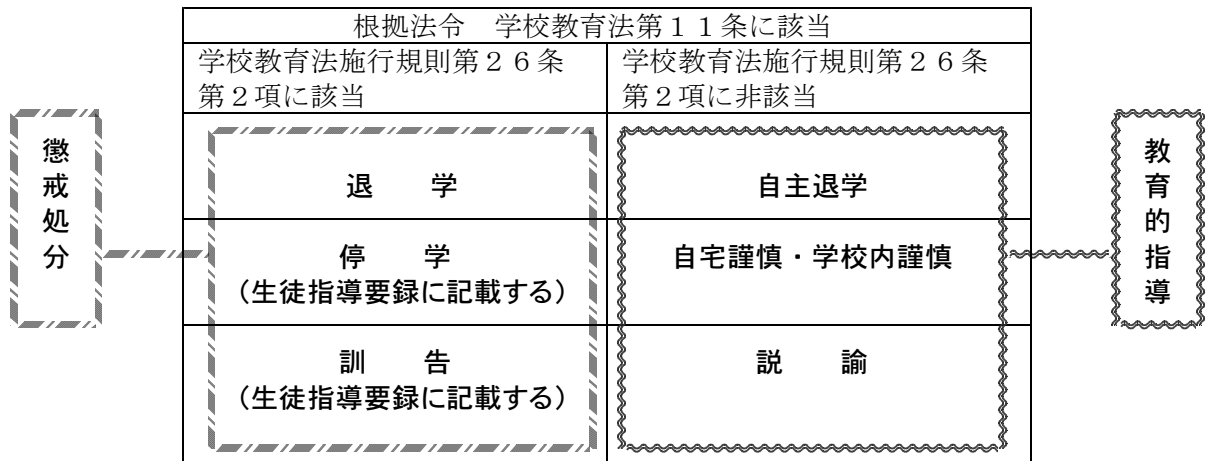 根拠法令　学校教育法第１１条に該当
学校教育法施行規則第２６条
第２項に該当
学校教育法施行規則第２６条
第２項に非該当
懲戒処分
退　　学
自主退学
教育的指導
停　　学
（生徒指導要録に記載する）
自宅謹慎・学校内謹慎
訓　　告
（生徒指導要録に記載する）
説　　諭